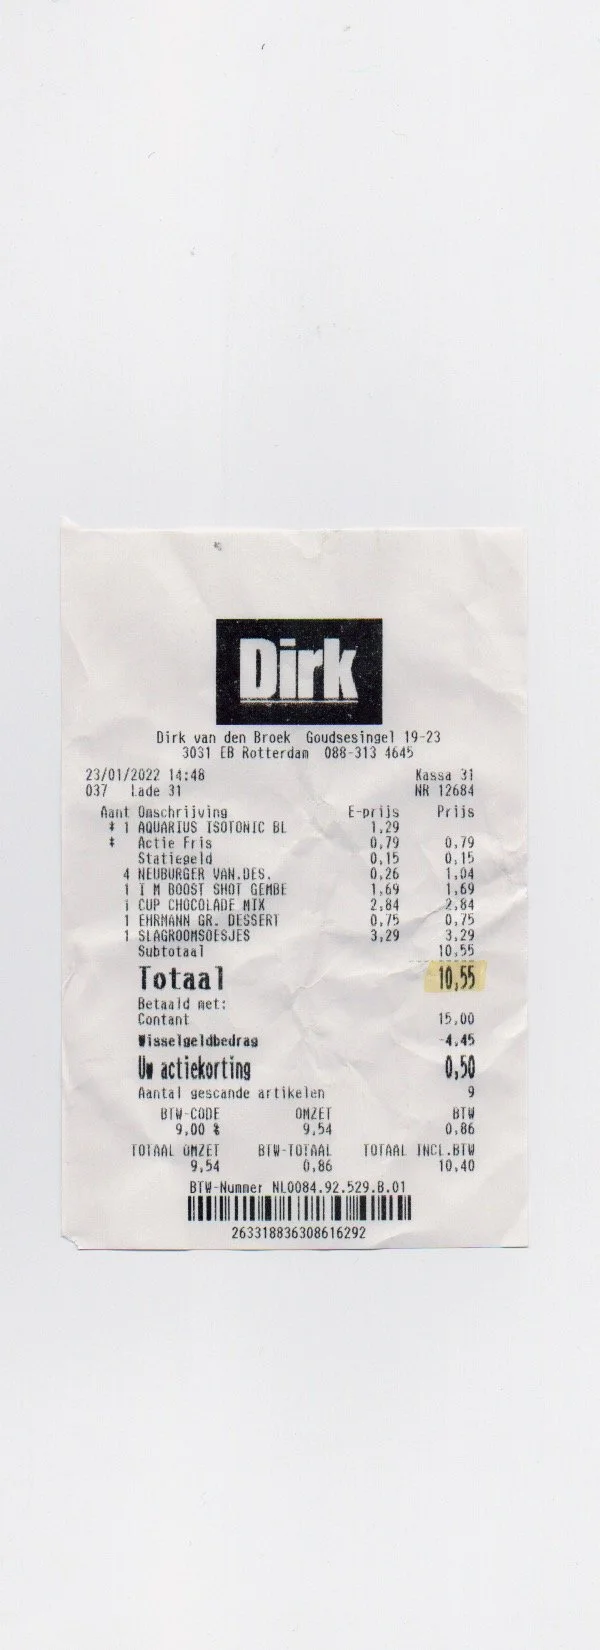 Dirk
Dirk van den Broek Goudsesingel 19-23
3031 EB Rotterdam 088-313 4645
23/01/2022 14:48 Kassa 31
037 Lade 31 NR 12684
Aant Omschrijving E-prijs Prijs
* 1 AQUARIUS ISOTONIC BL 1,29
* Actie Fris 0,79 0,79
Statiegeld 0,15 0,15
4 NEUBURGER VAN.DES. 0,26 1,04
1 I M BOOST SHOT GEMBE 1,69 1,69
1 CUP CHOCOLADE MIX 2,84 2,84
1 EHRMANN GR. DESSERT 0,75 0,75
1 SLAGROOMSOESJES 3,29 3,29
Subtotaal 10,55
Totaal 10,55
Betaald met:
Contant 15,00
Wisselgeldbedrag -4,45
Uw actiekorting 0,50
Aantal gescande artikelen 9
BTW-CODE OMZET BTW
9,00 % 9,54 0,86
TOTAAL OMZET BTW-TOTAAL TOTAAL INCL.BTW
9,54 0,86 10,40
BTW-Nummer NL0084.92.529.B.01
263318836308616292